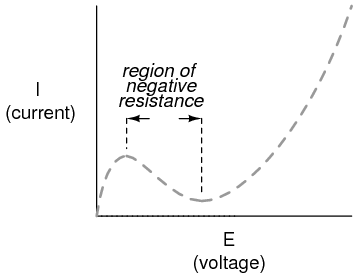 region of
negative
resistance
I
(current)
E
(voltage)